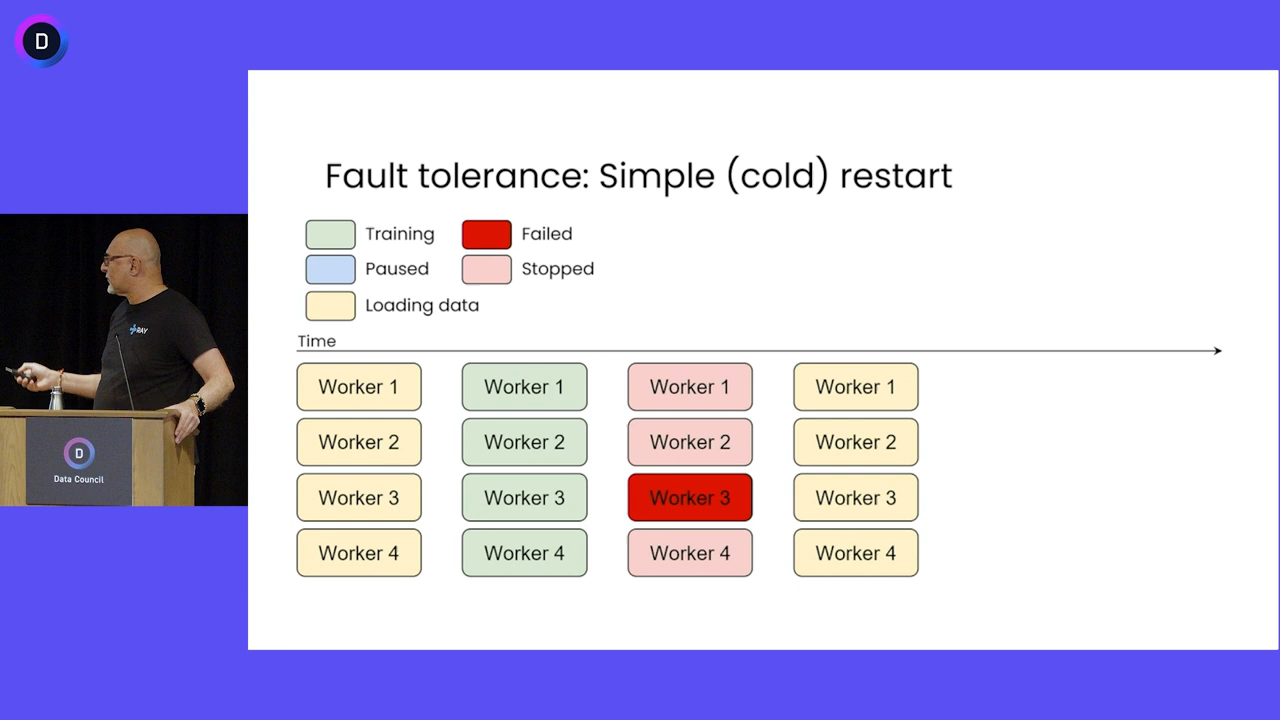 D
Fault tolerance: Simple (cold) restart
Training
Failed
Paused
Stopped
Loading data
Time
Worker 1
Worker 1
Worker 1
Worker 1
Worker 2
Worker 2
Worker 2
Worker 2
Worker 3
Worker 3
Worker 3
Worker 3
Worker 4
Worker 4
Worker 4
Worker 4
RAY
D
Data Council